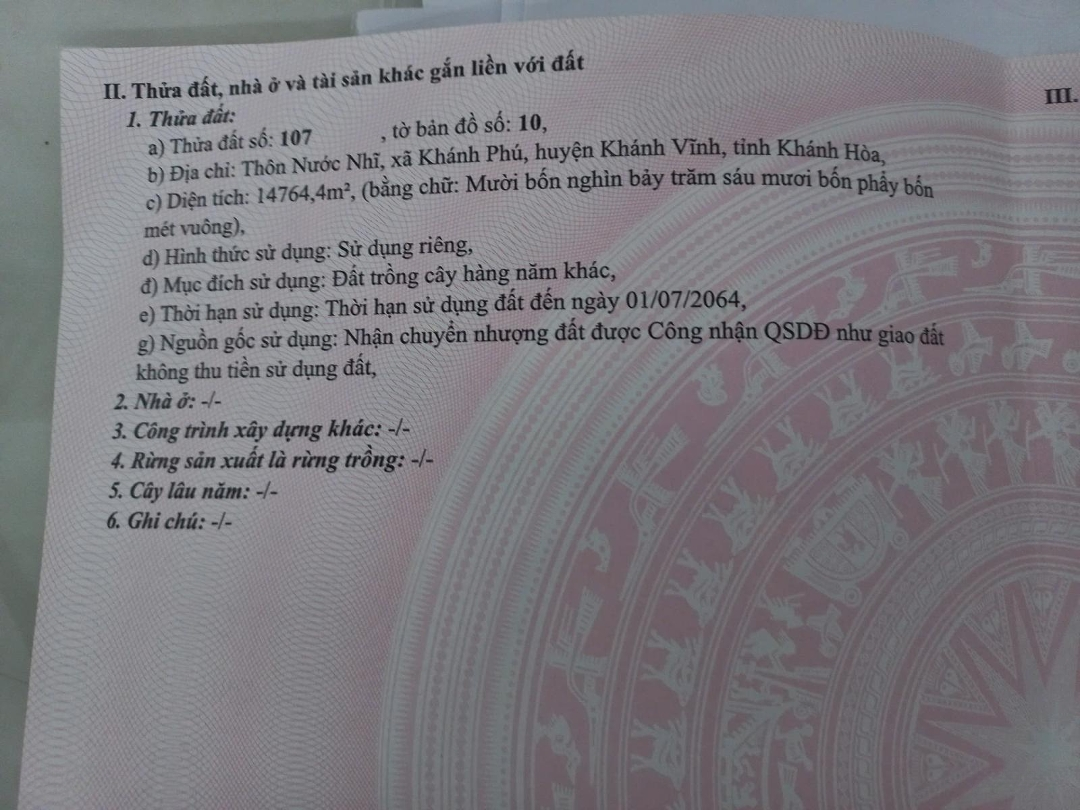 II. Thửa đất, nhà ở và tài sản khác gắn liền với đất
1. Thửa đất:
a) Thửa đất số: 107 , tờ bản đồ số: 10,
b) Địa chỉ: Thôn Nước Nhĩ, xã Khánh Phú, huyện Khánh Vĩnh, tỉnh Khánh Hòa,
c) Diện tích: 14764,4m², (bằng chữ: Mười bốn nghìn bảy trăm sáu mươi bốn phẩy bốn
mét vuông),
d) Hình thức sử dụng: Sử dụng riêng,
đ) Mục đích sử dụng: Đất trồng cây hàng năm khác,
e) Thời hạn sử dụng: Thời hạn sử dụng đất đến ngày 01/07/2064,
g) Nguồn gốc sử dụng: Nhận chuyển nhượng đất được Công nhận QSDĐ như giao đất
không thu tiền sử dụng đất,
2. Nhà ở: -/-
3. Công trình xây dựng khác: -/-
4. Rừng sản xuất là rừng trồng: -/-
5. Cây lâu năm: -/-
6. Ghi chú: -/-
III.